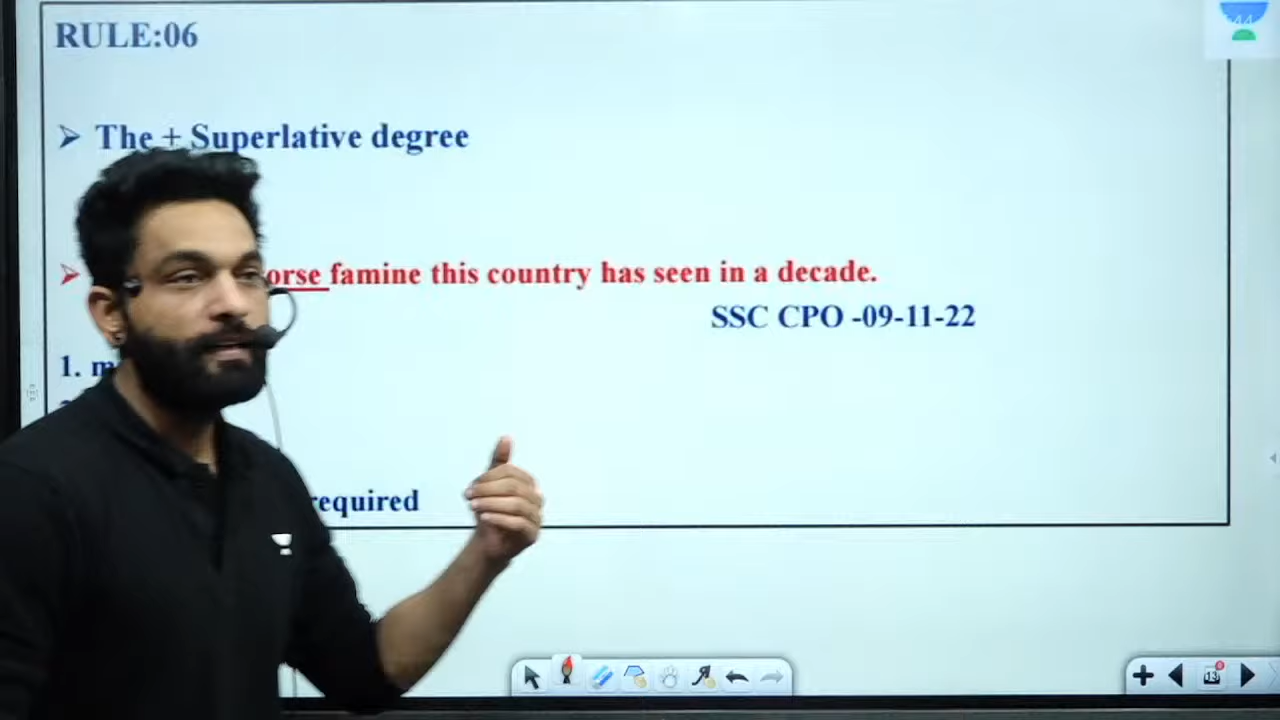 RULE:06
➤ The + Superlative degree
➤ orse famine this country has seen in a decade.
SSC CPO -09-11-22
1. m
required
13